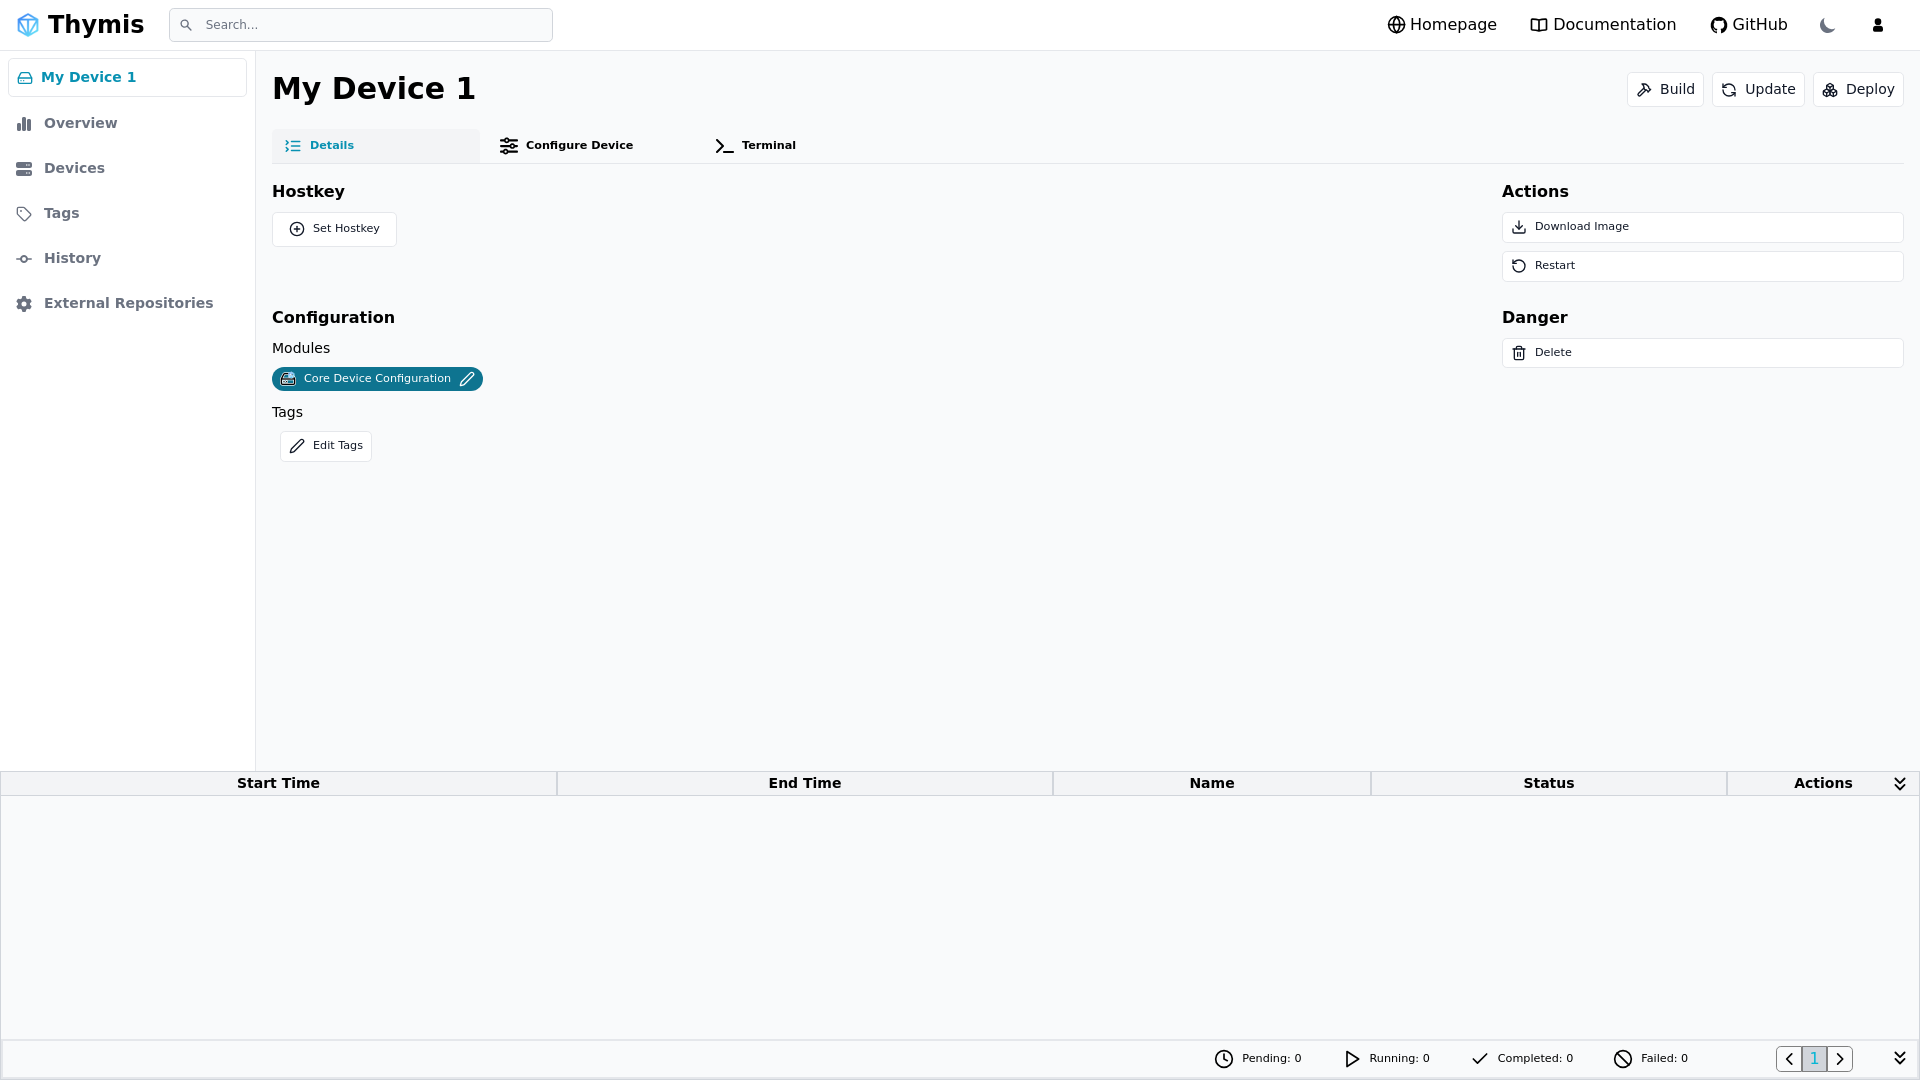 Thymis
Search...
Homepage
Documentation
GitHub
My Device 1
Overview
Devices
Tags
History
External Repositories
My Device 1
Build
Update
Deploy
Details
Configure Device
Terminal
Hostkey
Set Hostkey
Configuration
Modules
Core Device Configuration
Tags
Edit Tags
Actions
Download Image
Restart
Danger
Delete
Start Time
End Time
Name
Status
Actions
Pending: 0
Running: 0
Completed: 0
Failed: 0
1